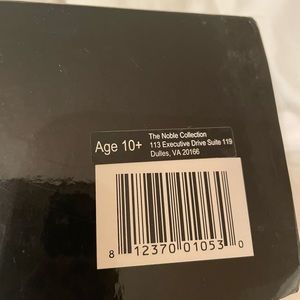 Age 10+
The Noble Collection
113 Executive Drive Suite 119
Dulles, VA 20166
8 12370 01053 0